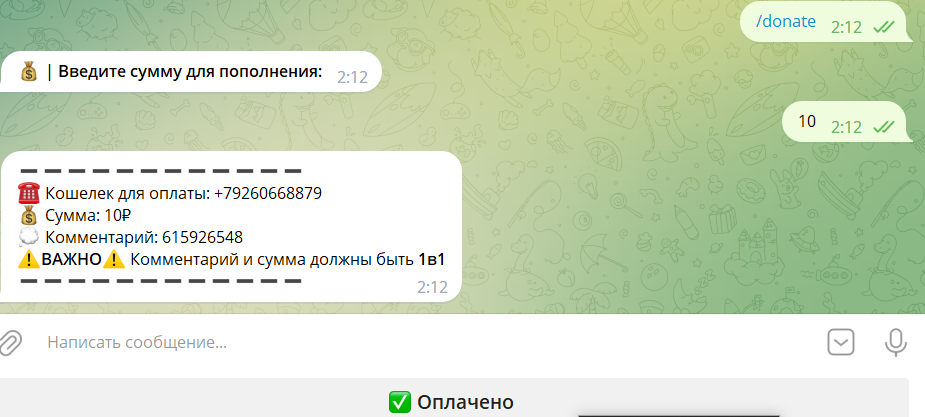 /donate 2:12
💰 | Введите сумму для пополнения: 2:12
10 2:12
➖➖➖➖➖➖➖➖➖➖➖➖
☎️ Кошелек для оплаты: +79260668879
💰 Сумма: 10₽
💭 Комментарий: 615926548
⚠️ВАЖНО⚠️ Комментарий и сумма должны быть 1в1
➖➖➖➖➖➖➖➖➖➖➖➖
2:12
Написать сообщение...
✅ Оплачено